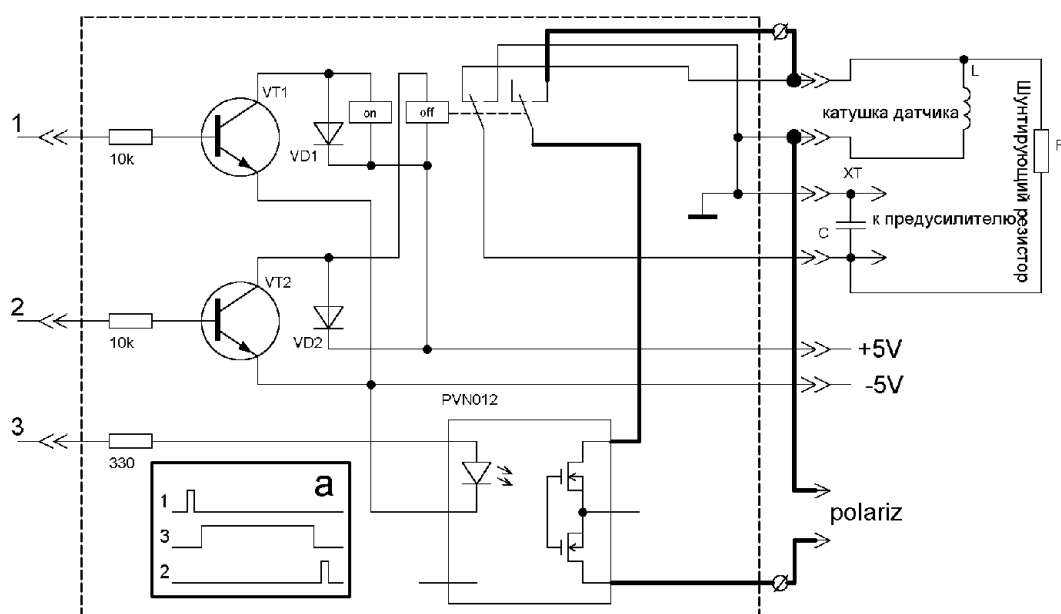 VT1
on
off
1
10k
VD1
L
катушка датчика
Шунтирующий резистор
R
XT
к предусилителю
C
VT2
2
10k
VD2
+5V
-5V
PVN012
3
330
a
1
3
2
polariz